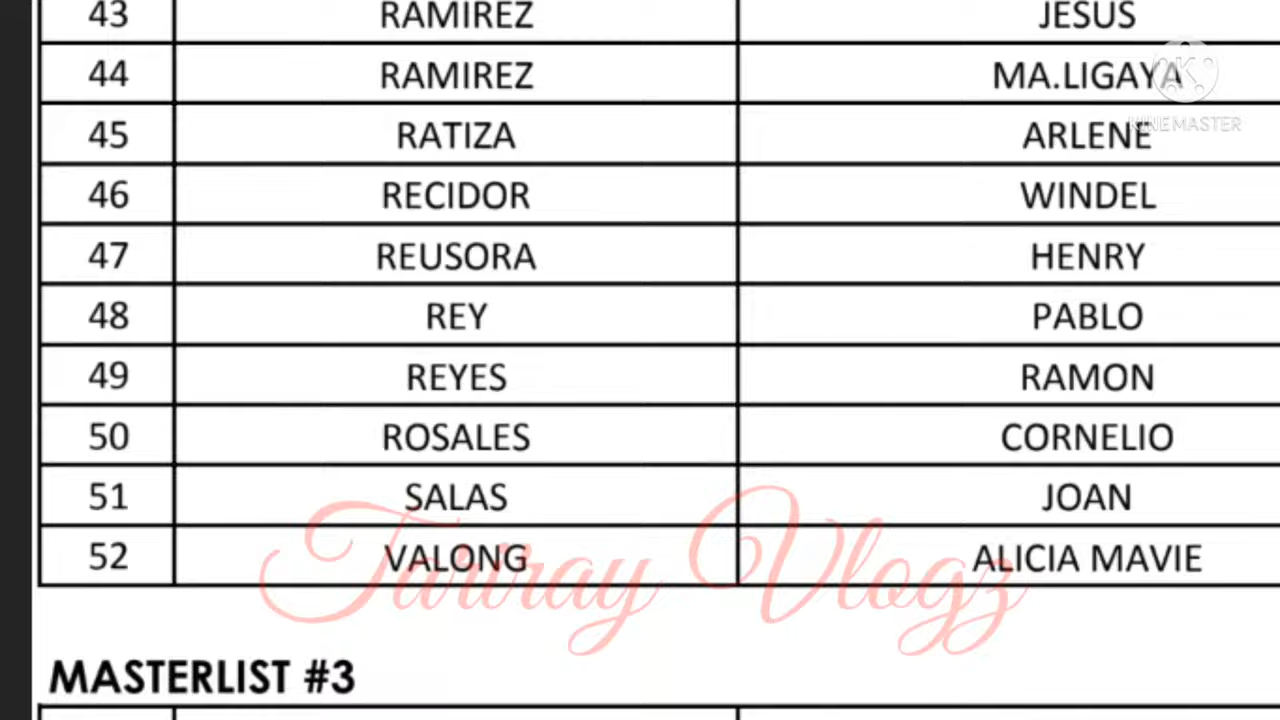 43 RAMIREZ JESUS
44 RAMIREZ MA.LIGAYA
KINEMASTER
45 RATIZA ARLENE
46 RECIDOR WINDEL
47 REUSORA HENRY
48 REY PABLO
49 REYES RAMON
50 ROSALES CORNELIO
51 SALAS JOAN
52 VALONG ALICIA MAVIE
Vlogz
MASTERLIST #3